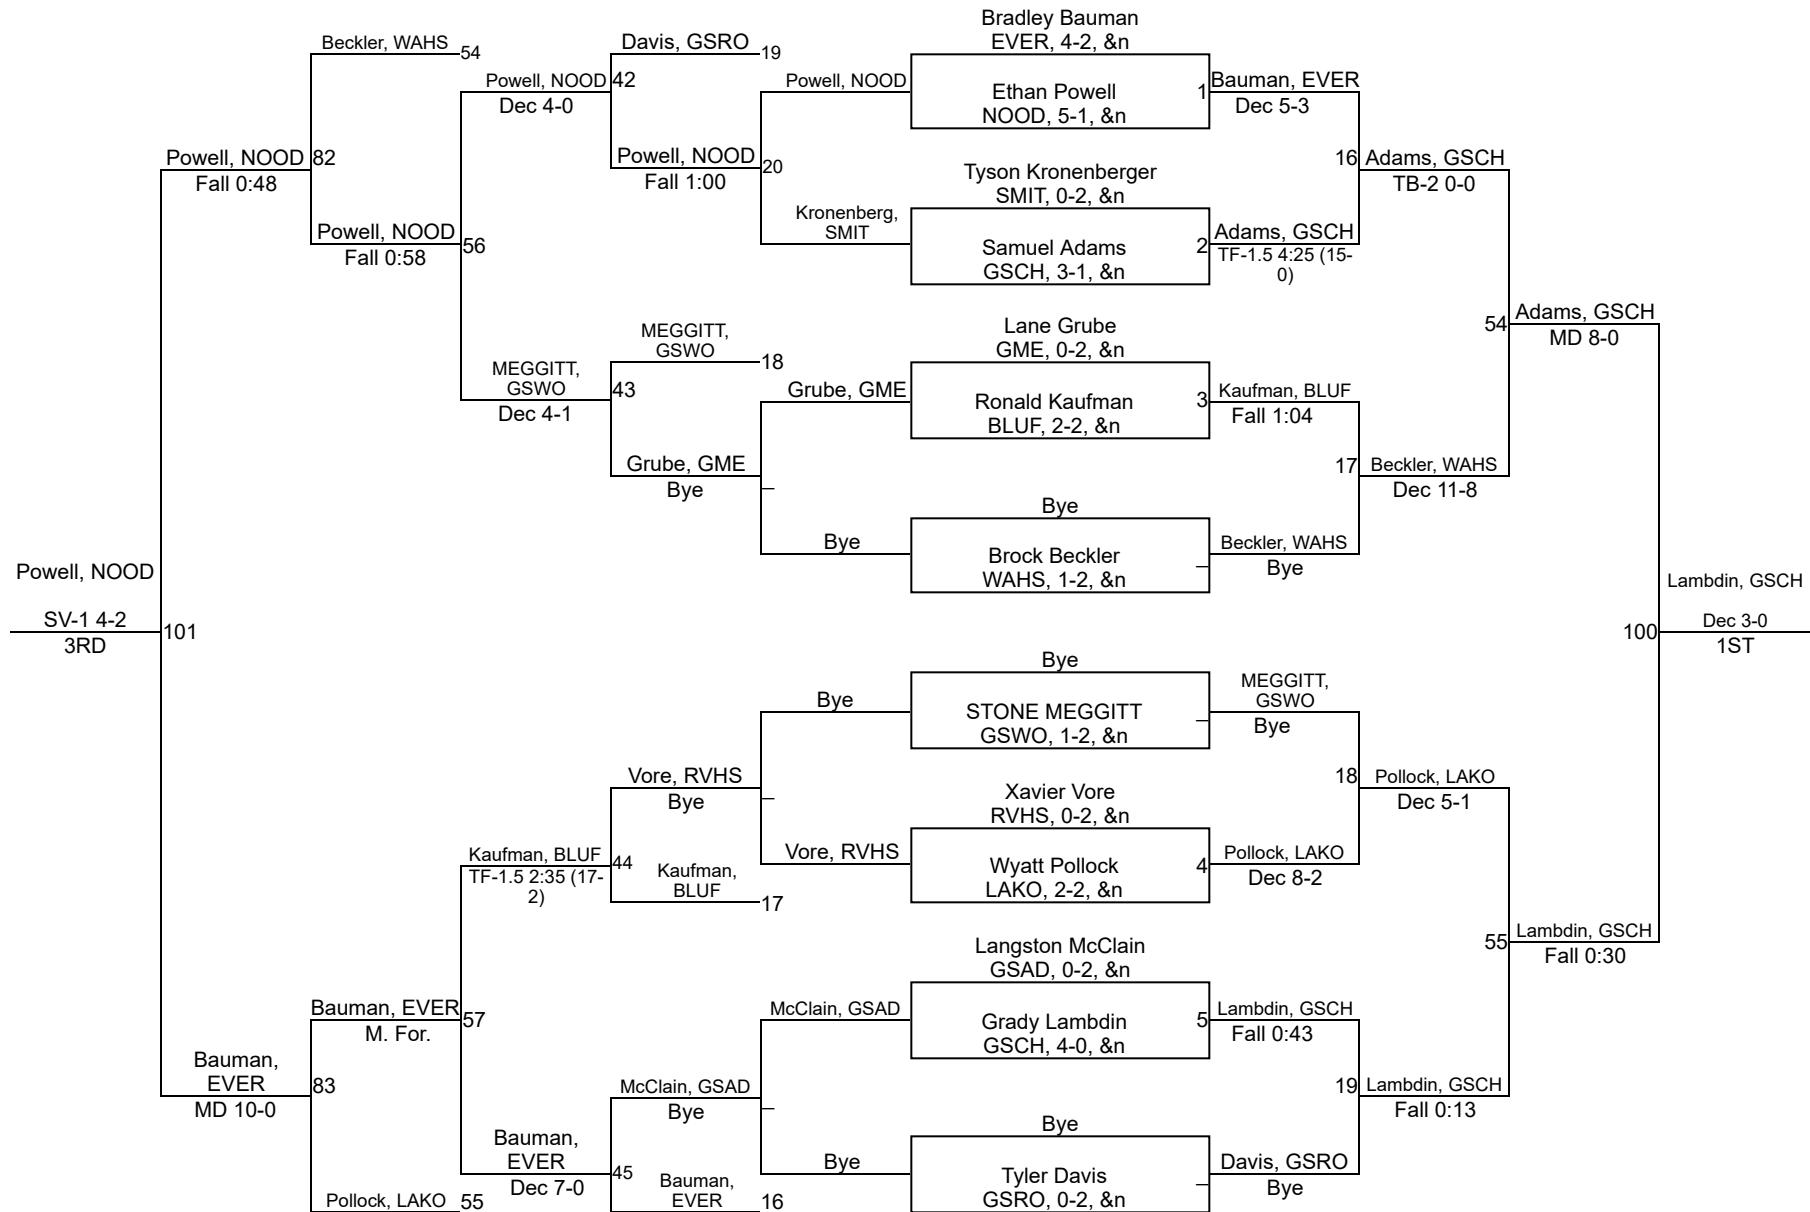 Beckler, WAHS
54
Davis, GSRO
19
Bradley Bauman
EVER, 4-2, &n
Powell, NOOD
42
Dec 4-0
Powell, NOOD
Ethan Powell
NOOD, 5-1, &n
1
Bauman, EVER
Dec 5-3
Powell, NOOD
82
Fall 0:48
Powell, NOOD
Fall 1:00
20
Tyson Kronenberger
SMIT, 0-2, &n
16
Adams, GSCH
TB-2 0-0
Powell, NOOD
Fall 0:58
56
Kronenberg,
SMIT
Samuel Adams
GSCH, 3-1, &n
2
Adams, GSCH
TF-1.5 4:25 (15-
0)
MEGGITT,
GSWO
18
Lane Grube
GME, 0-2, &n
54
Adams, GSCH
MD 8-0
MEGGITT,
GSWO
Dec 4-1
43
Grube, GME
Ronald Kaufman
BLUF, 2-2, &n
3
Kaufman, BLUF
Fall 1:04
Grube, GME
Bye
_
17
Beckler, WAHS
Dec 11-8
Bye
Bye
Brock Beckler
WAHS, 1-2, &n
_
Beckler, WAHS
Bye
Powell, NOOD
SV-1 4-2
3RD
101
Lambdin, GSCH
100
Dec 3-0
1ST
Bye
Bye
STONE MEGGITT
GSWO, 1-2, &n
_
MEGGITT,
GSWO
Bye
Vore, RVHS
Bye
_
Xavier Vore
RVHS, 0-2, &n
18
Pollock, LAKO
Dec 5-1
Kaufman, BLUF
TF-1.5 2:35 (17-
2)
44
Kaufman,
BLUF
17
Vore, RVHS
Wyatt Pollock
LAKO, 2-2, &n
4
Pollock, LAKO
Dec 8-2
Langston McClain
GSAD, 0-2, &n
55
Lambdin, GSCH
Fall 0:30
Bauman, EVER
M. For.
57
McClain, GSAD
Grady Lambdin
GSCH, 4-0, &n
5
Lambdin, GSCH
Fall 0:43
Bauman,
EVER
MD 10-0
83
McClain, GSAD
Bye
_
19
Lambdin, GSCH
Fall 0:13
Bye
Bauman,
EVER
Dec 7-0
45
Bauman,
EVER
16
Bye
Tyler Davis
GSRO, 0-2, &n
_
Davis, GSRO
Bye
Pollock, LAKO
55